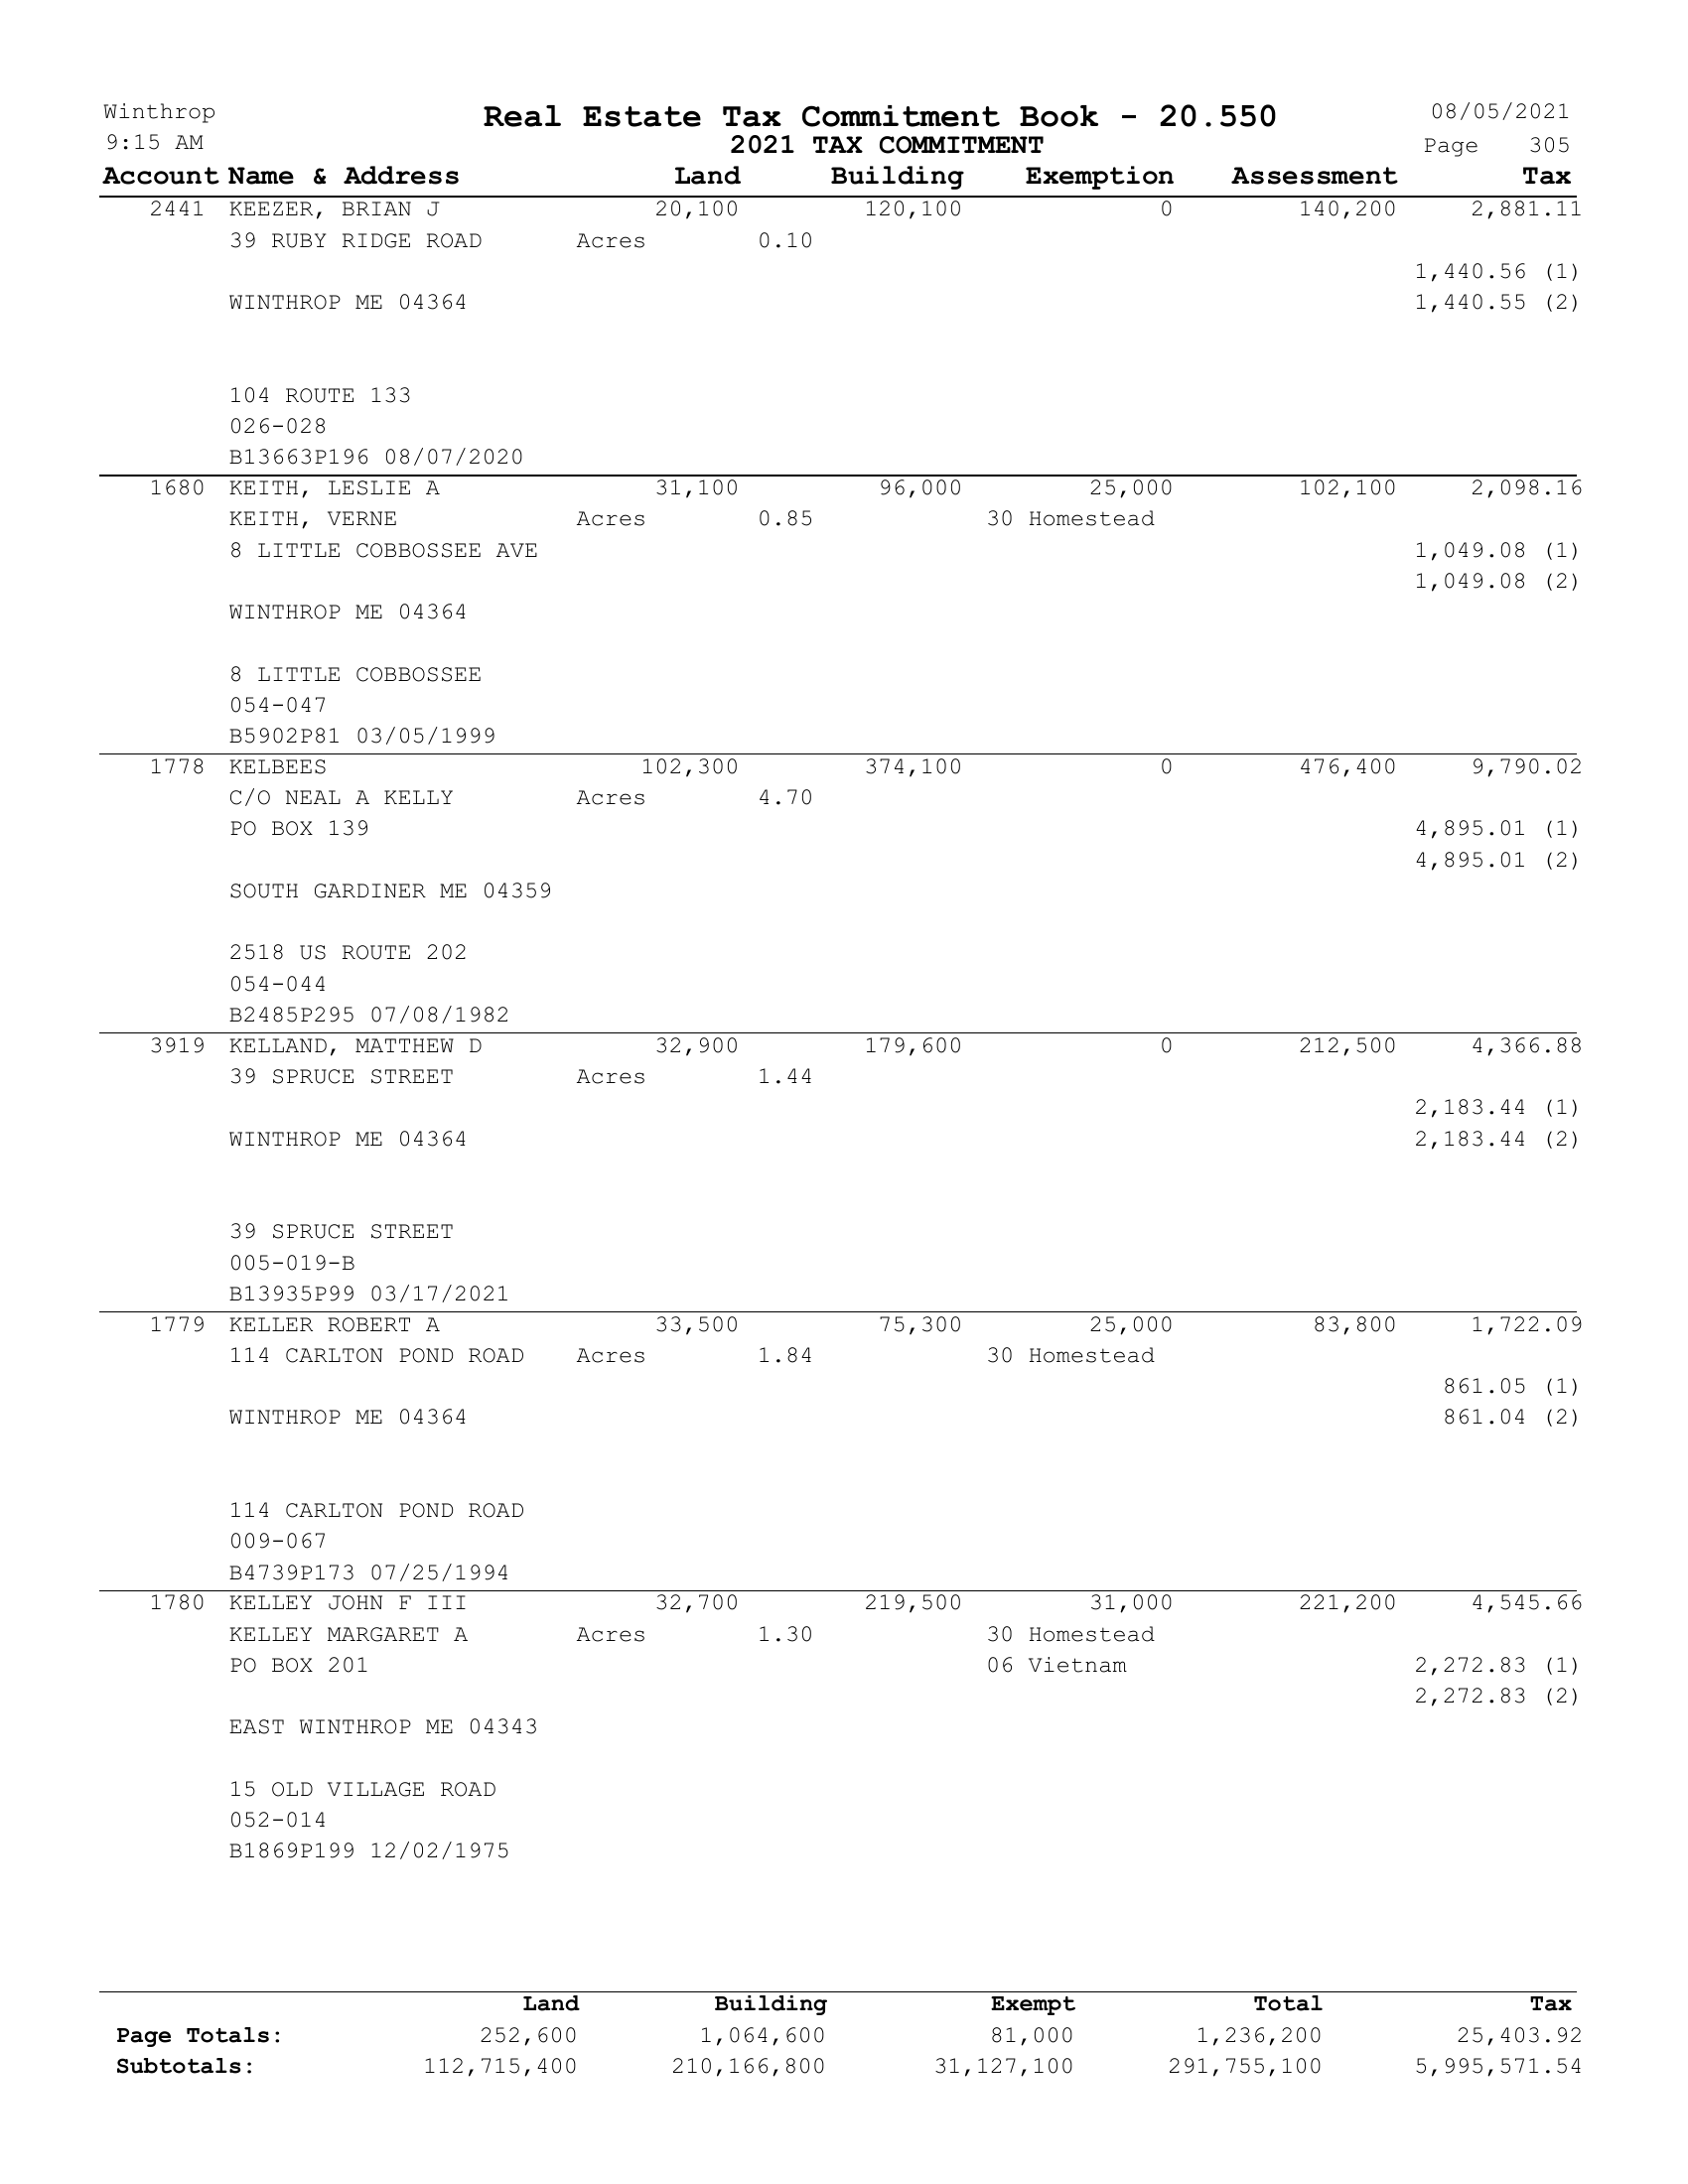 Winthrop Real Estate Tax Commitment Book - 20.550 08/05/2021
9:15 AM 2021 TAX COMMITMENT Page 305
Account Name & Address Land Building Exemption Assessment Tax
2441 KEEZER, BRIAN J 20,100 120,100 0 140,200 2,881.11
39 RUBY RIDGE ROAD Acres 0.10
1,440.56 (1)
WINTHROP ME 04364 1,440.55 (2)
104 ROUTE 133
026-028
B13663P196 08/07/2020
1680 KEITH, LESLIE A 31,100 96,000 25,000 102,100 2,098.16
KEITH, VERNE Acres 0.85 30 Homestead
8 LITTLE COBBOSSEE AVE 1,049.08 (1)
1,049.08 (2)
WINTHROP ME 04364
8 LITTLE COBBOSSEE
054-047
B5902P81 03/05/1999
1778 KELBEES 102,300 374,100 0 476,400 9,790.02
C/O NEAL A KELLY Acres 4.70
PO BOX 139 4,895.01 (1)
4,895.01 (2)
SOUTH GARDINER ME 04359
2518 US ROUTE 202
054-044
B2485P295 07/08/1982
3919 KELLAND, MATTHEW D 32,900 179,600 0 212,500 4,366.88
39 SPRUCE STREET Acres 1.44
2,183.44 (1)
WINTHROP ME 04364 2,183.44 (2)
39 SPRUCE STREET
005-019-B
B13935P99 03/17/2021
1779 KELLER ROBERT A 33,500 75,300 25,000 83,800 1,722.09
114 CARLTON POND ROAD Acres 1.84 30 Homestead
861.05 (1)
WINTHROP ME 04364 861.04 (2)
114 CARLTON POND ROAD
009-067
B4739P173 07/25/1994
1780 KELLEY JOHN F III 32,700 219,500 31,000 221,200 4,545.66
KELLEY MARGARET A Acres 1.30 30 Homestead
PO BOX 201 06 Vietnam 2,272.83 (1)
2,272.83 (2)
EAST WINTHROP ME 04343
15 OLD VILLAGE ROAD
052-014
B1869P199 12/02/1975
Land Building Exempt Total Tax
Page Totals: 252,600 1,064,600 81,000 1,236,200 25,403.92
Subtotals: 112,715,400 210,166,800 31,127,100 291,755,100 5,995,571.54